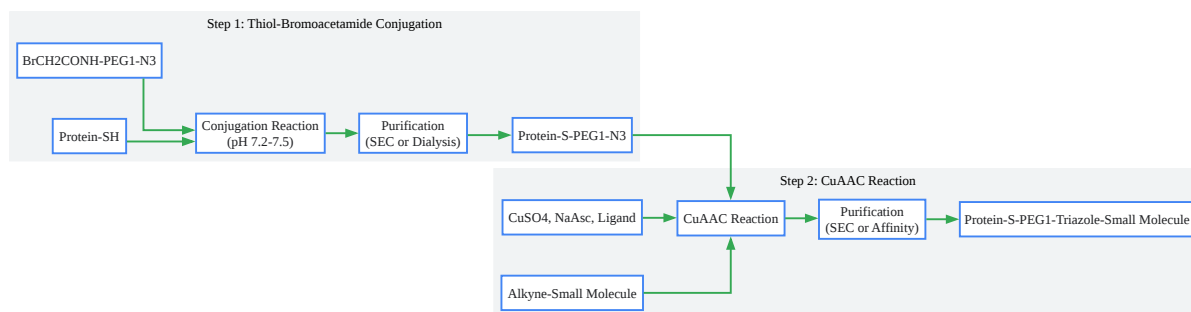 Step 1: Thiol-Bromoacetamide Conjugation
BrCH2CONH-PEG1-N3
Protein-SH
Conjugation Reaction
(pH 7.2-7.5)
Purification
(SEC or Dialysis)
Protein-S-PEG1-N3
Step 2: CuAAC Reaction
CuSO4, NaAsc, Ligand
CuAAC Reaction
Purification
(SEC or Affinity)
Protein-S-PEG1-Triazole-Small Molecule
Alkyne-Small Molecule